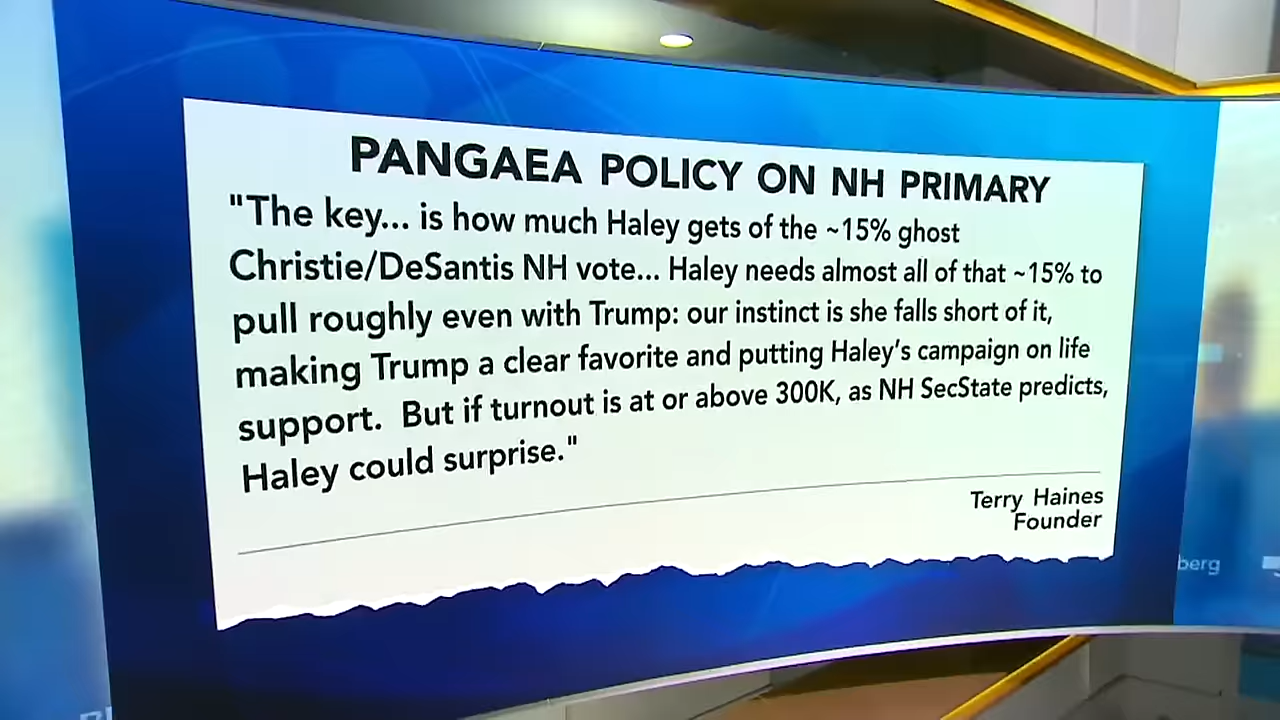 PANGAEA POLICY ON NH PRIMARY
"The key... is how much Haley gets of the ~15% ghost
Christie/DeSantis NH vote... Haley needs almost all of that ~15% to
pull roughly even with Trump: our instinct is she falls short of it,
making Trump a clear favorite and putting Haley's campaign on life
support.  But if turnout is at or above 300K, as NH SecState predicts,
Haley could surprise."
Terry Haines
Founder
berg